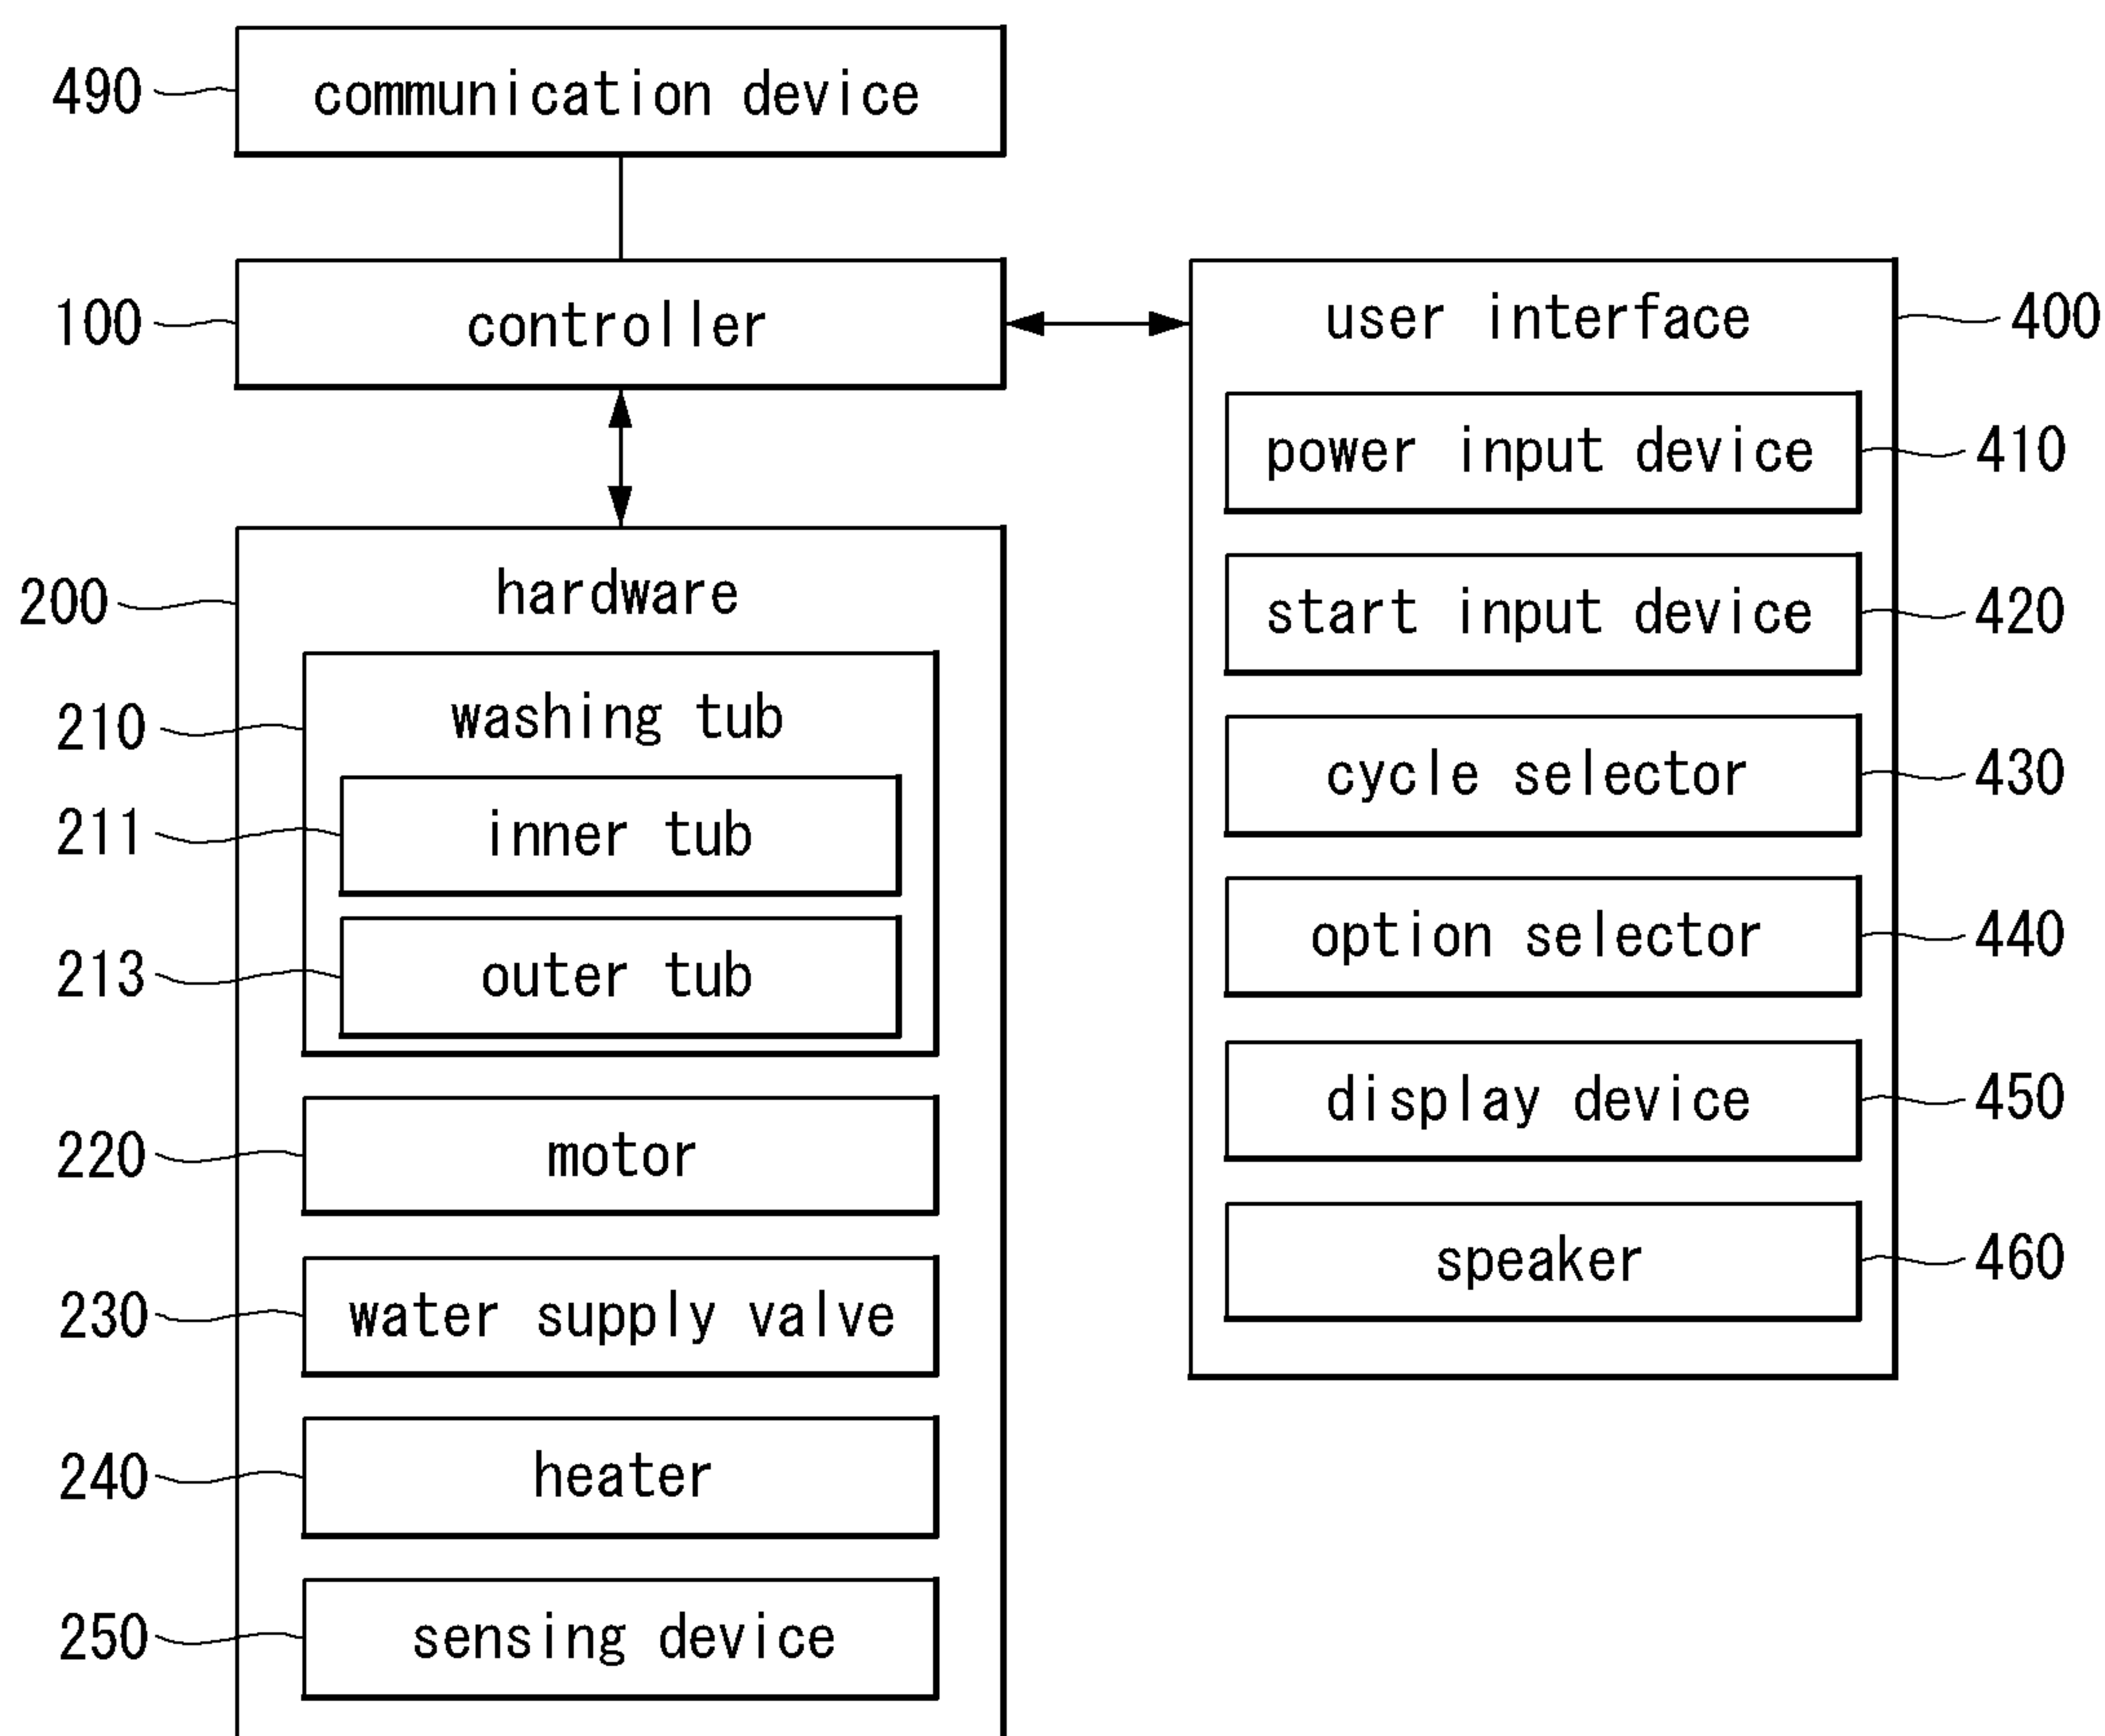 490
communication device
100
controller
user interface
400
power input device
410
start input device
420
cycle selector
430
option selector
440
display device
450
speaker
460
200
hardware
210
washing tub
211
inner tub
213
outer tub
220
motor
230
water supply valve
240
heater
250
sensing device